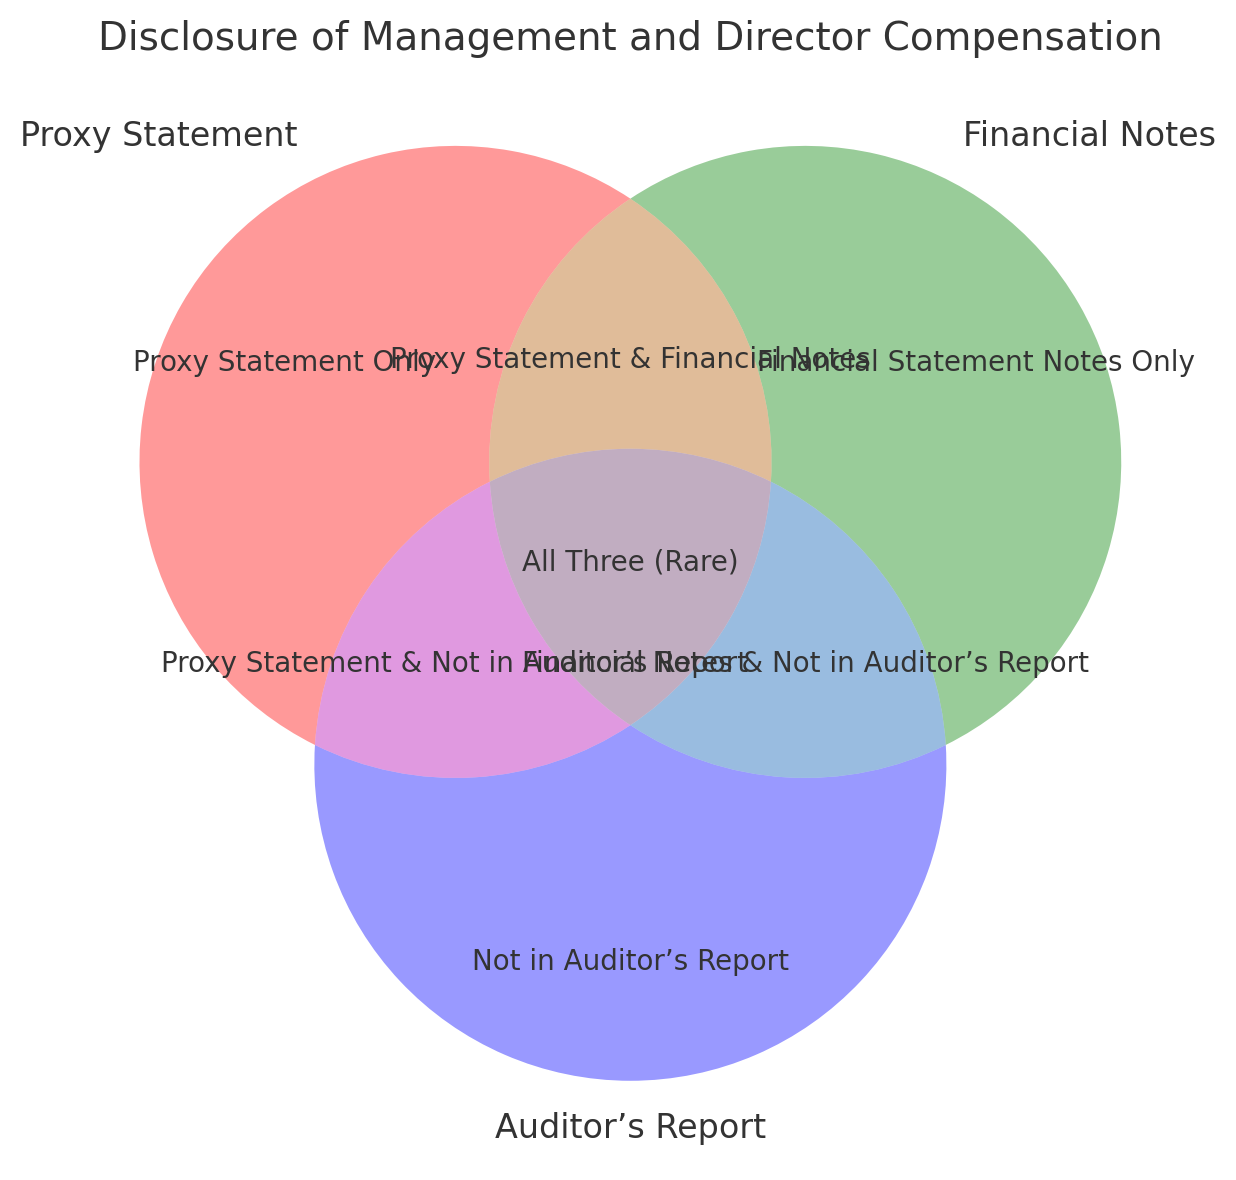 Disclosure of Management and Director Compensation
Proxy Statement
Financial Notes
Proxy Statement Only
Proxy Statement & Financial Notes
Financial Statement Notes Only
All Three (Rare)
Proxy Statement & Not in Auditor’s Report
Financial Notes & Not in Auditor’s Report
Not in Auditor’s Report
Auditor’s Report